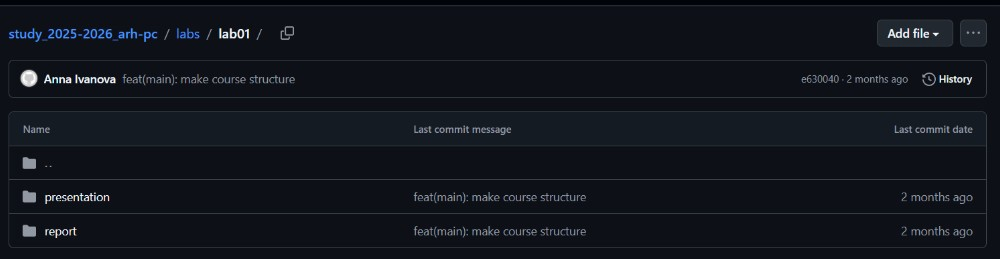 study_2025-2026_arh-pc / labs / lab01 / Add file ...
Anna Ivanova feat(main): make course structure e630040 · 2 months ago History
Name Last commit message Last commit date
..
presentation feat(main): make course structure 2 months ago
report feat(main): make course structure 2 months ago